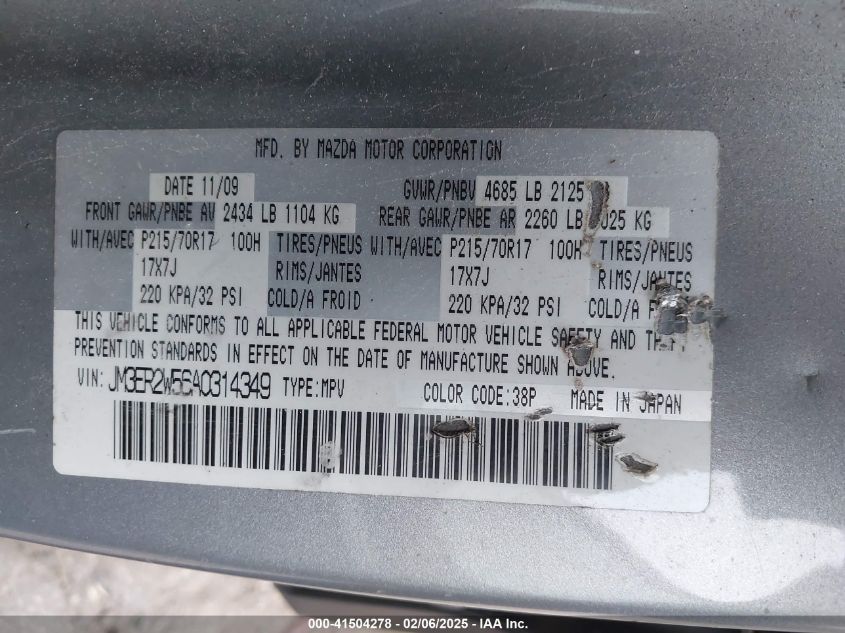 MFD. BY MAZDA MOTOR CORPORATION
DATE 11/09 GVWR/PNBV 4685 LB 2125
FRONT GAWR/PNBE AV 2434 LB 1104 KG REAR GAWR/PNBE AR 2260 LB KG
WITH/AVEC P215/70R17 100H TIRES/PNEUS WITH/AVEC P215/70R17 100H TIRES/PNEUS
17X7J RIMS/JANTES 17X7J RIMS/JANTES
220 KPA/32 PSI COLD/A FROID 220 KPA/32 PSI COLD/A
THIS VEHICLE CONFORMS TO ALL APPLICABLE FEDERAL MOTOR VEHICLE SAFETY AND
PREVENTION STANDARDS IN EFFECT ON THE DATE OF MANUFACTURE SHOWN ABOVE.
VIN: JM3ER2W56A0314349 TYPE:MPV COLOR CODE:38P MADE IN JAPAN
000-41504278 - 02/06/2025 - IAA Inc.